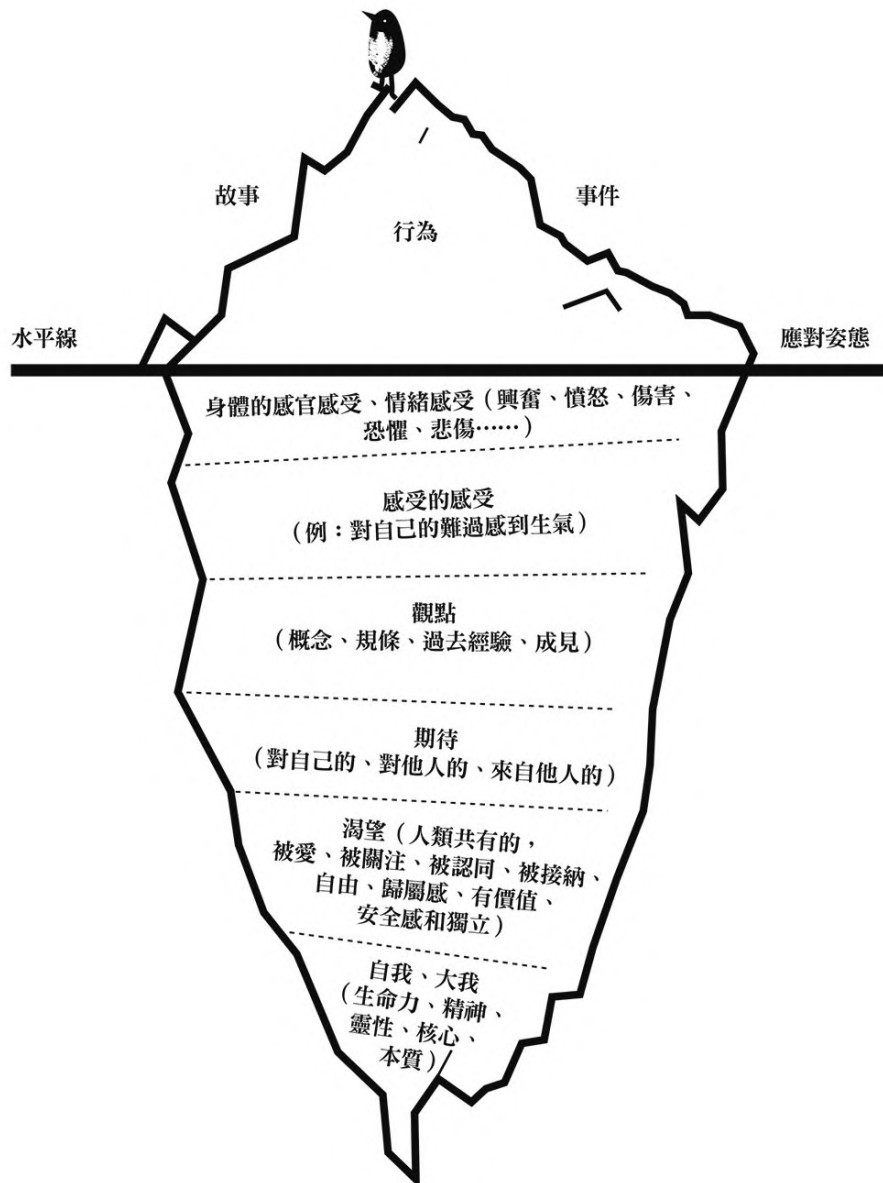 故事
事件
行為
水平線
應對姿態
身體的感官感受、情緒感受（興奮、憤怒、傷害、
恐懼、悲傷……）
感受的感受
（例：對自己的難過感到生氣）
觀點
（概念、規條、過去經驗、成見）
期待
（對自己的、對他人的、來自他人的）
渴望（人類共有的，
被愛、被關注、被認同、被接納、
自由、歸屬感、有價值、
安全感和獨立）
自我、大我
（生命力、精神、
靈性、核心、
本質）